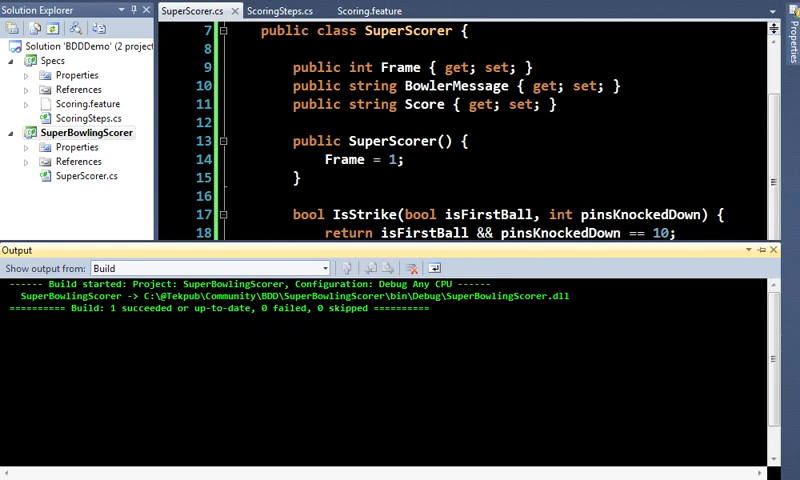 Solution Explorer
Solution 'BDDDemo' (2 project
Specs
Properties
References
Scoring.feature
ScoringSteps.cs
SuperBowlingScorer
Properties
References
SuperScorer.cs
SuperScorer.cs
ScoringSteps.cs
Scoring.feature
7 public class SuperScorer {
8
9 public int Frame { get; set; }
10 public string BowlerMessage { get; set; }
11 public string Score { get; set; }
12
13 public SuperScorer() {
14 Frame = 1;
15 }
16
17 bool IsStrike(bool isFirstBall, int pinsKnockedDown) {
18 return isFirstBall && pinsKnockedDown == 10;
Properties
Output
Show output from: Build
------ Build started: Project: SuperBowlingScorer, Configuration: Debug Any CPU ------
SuperBowlingScorer -> C:\@Tekpub\Community\BDD\SuperBowlingScorer\bin\Debug\SuperBowlingScorer.dll
========== Build: 1 succeeded or up-to-date, 0 failed, 0 skipped ==========